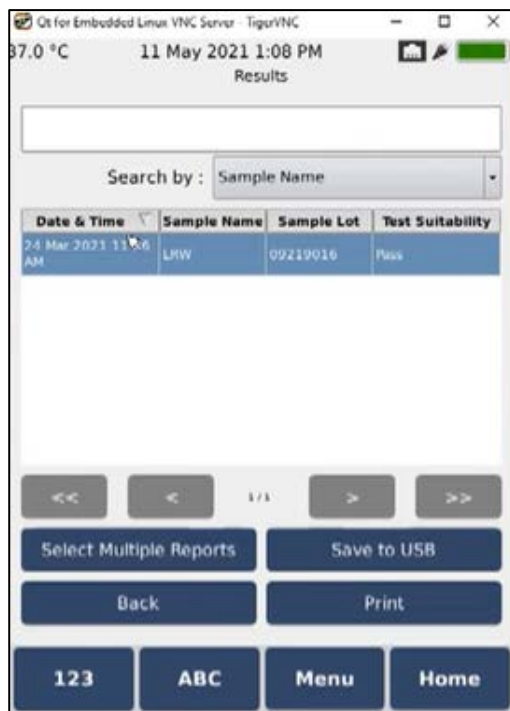 Qt for Embedded Linux VNC Server - TigerVNC
37.0 °C 11 May 2021 1:08 PM
Results
Search by : Sample Name
Date & Time Sample Name Sample Lot Test Suitability
24 Mar 2021
AM LRW 09219016 Pass
<< < 1/1 > >>
Select Multiple Reports Save to USB
Back Print
123 ABC Menu Home